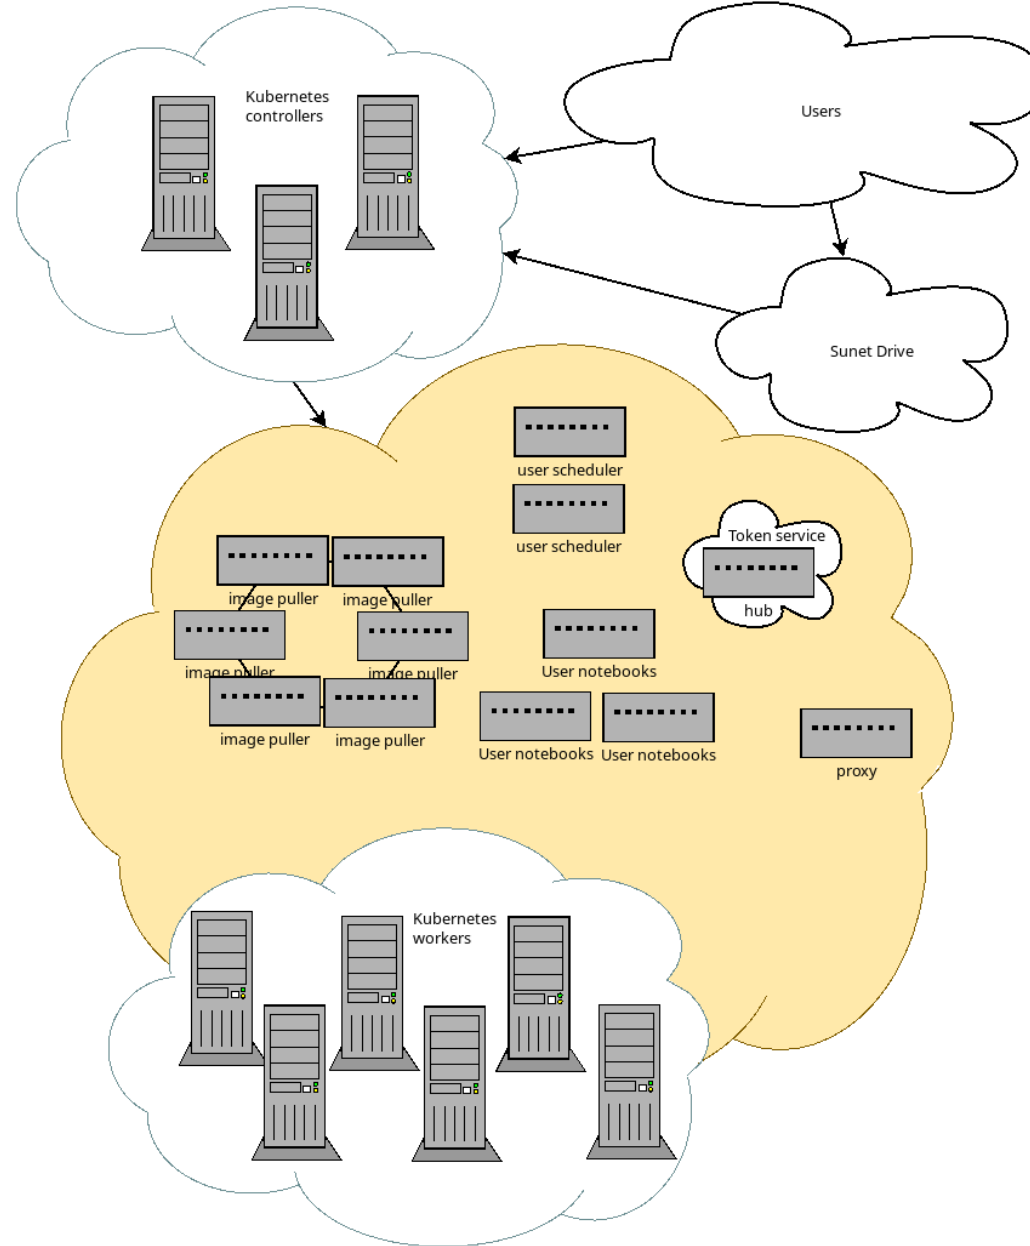 Kubernetes
controllers
Users
Sunet Drive
user scheduler
user scheduler
Token service
hub
image puller
image puller
image puller
image puller
image puller
image puller
User notebooks
User notebooks
User notebooks
proxy
Kubernetes
workers